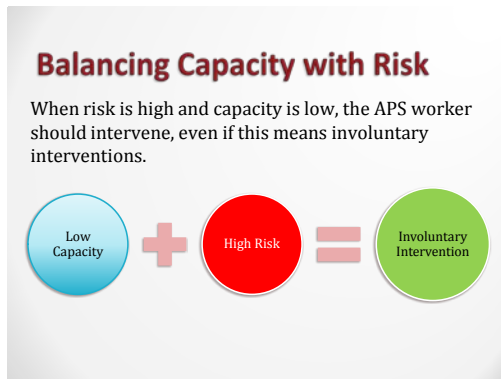 Balancing Capacity with Risk
When risk is high and capacity is low, the APS worker
should intervene, even if this means involuntary
interventions.
Low
Capacity
High Risk
Involuntary
Intervention